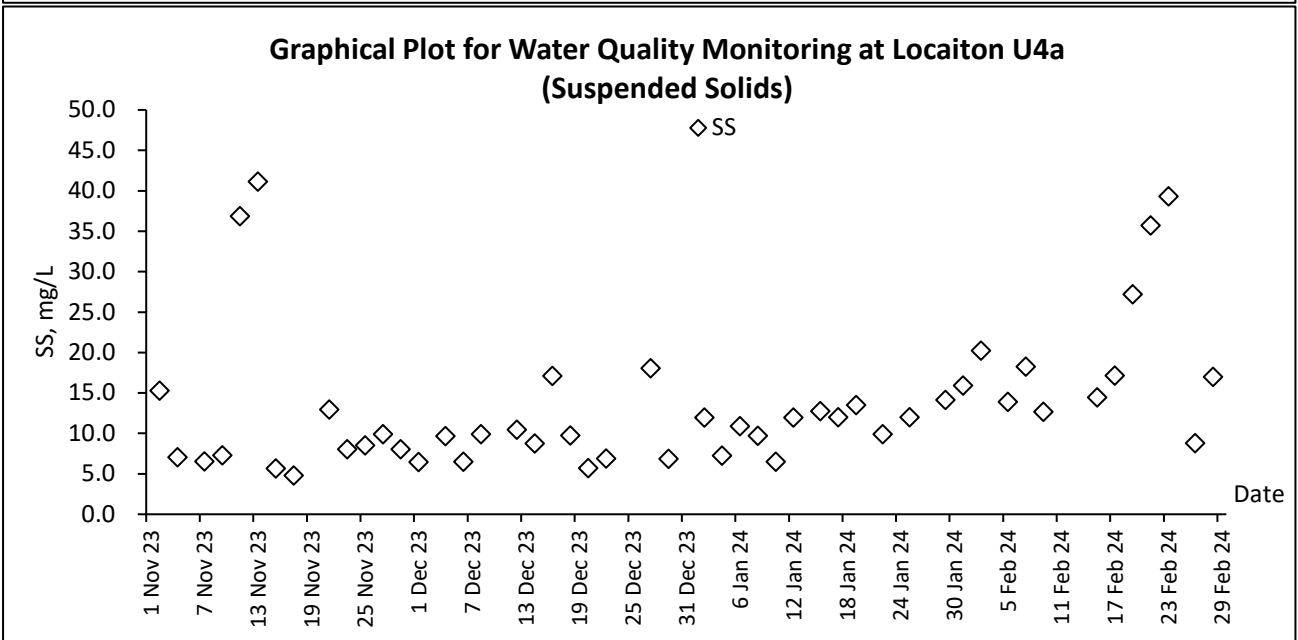 Graphical Plot for Water Quality Monitoring at Locaiton U4a
(Suspended Solids)
SS
50.0
45.0
40.0
35.0
30.0
25.0
20.0
15.0
10.0
5.0
0.0
SS, mg/L
Date
1 Nov 23
7 Nov 23
13 Nov 23
19 Nov 23
25 Nov 23
1 Dec 23
7 Dec 23
13 Dec 23
19 Dec 23
25 Dec 23
31 Dec 23
6 Jan 24
12 Jan 24
18 Jan 24
24 Jan 24
30 Jan 24
5 Feb 24
11 Feb 24
17 Feb 24
23 Feb 24
29 Feb 24